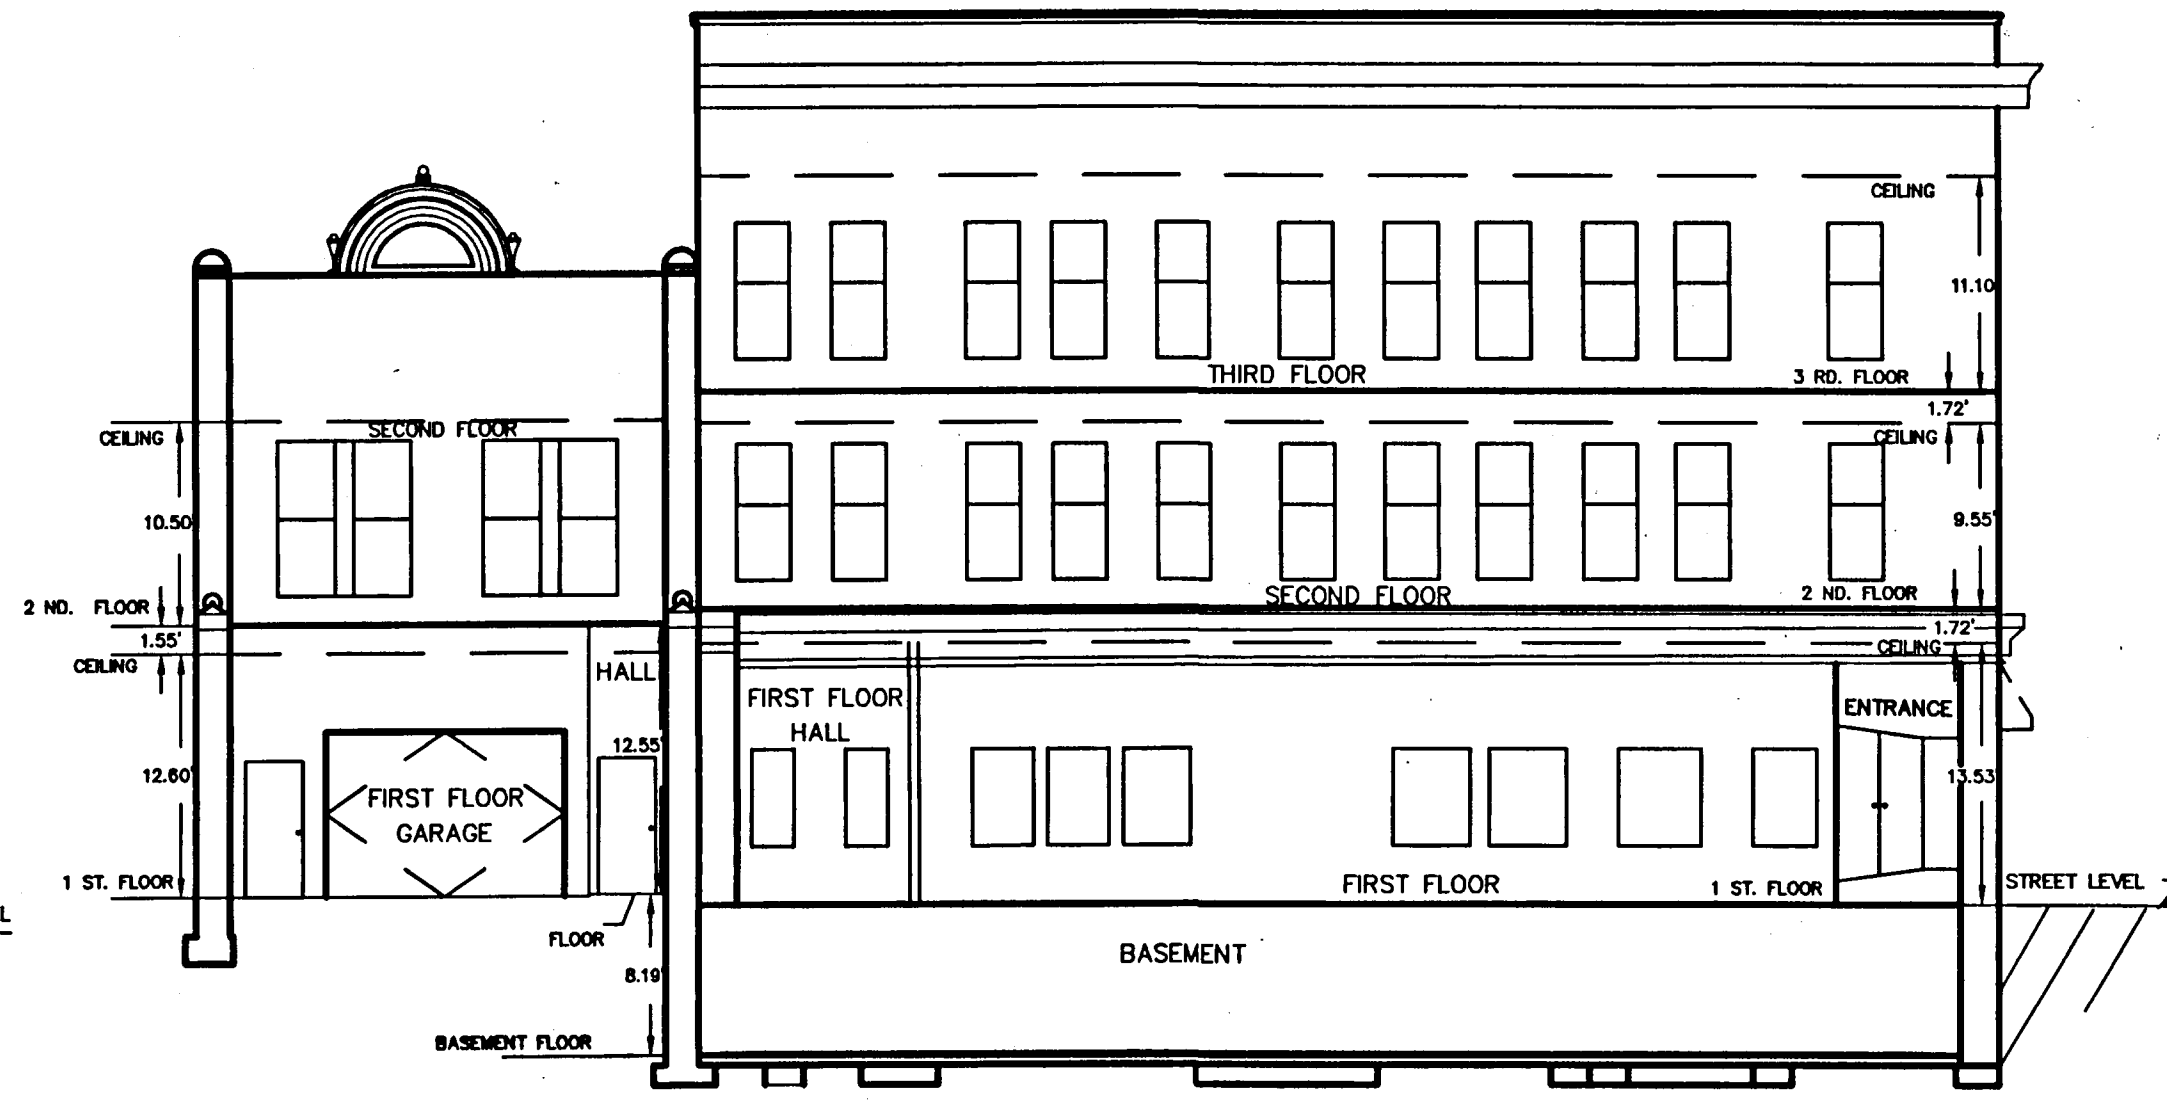 CEILING
11.10
THIRD FLOOR
3 RD. FLOOR
1.72'
CEILING
SECOND FLOOR
CEILING
10.50
9.55'
2 ND. FLOOR
SECOND FLOOR
2 ND. FLOOR
1.55'
CEILING
1.72'
CEILING
HALL
FIRST FLOOR
HALL
ENTRANCE
12.55'
12.60'
13.53'
FIRST FLOOR
GARAGE
1 ST. FLOOR
FIRST FLOOR
1 ST. FLOOR
STREET LEVEL
L
FLOOR
BASEMENT
8.19'
BASEMENT FLOOR